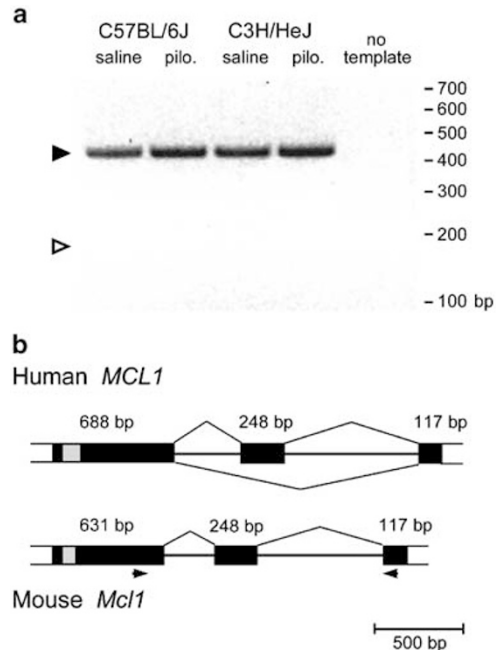 a
C57BL/6J C3H/HeJ no
saline pilo. saline pilo. template
– 700
– 600
– 500
– 400
– 300
– 200
– 100 bp
b
Human MCL1
688 bp 248 bp 117 bp
631 bp 248 bp 117 bp
Mouse Mcl1
500 bp